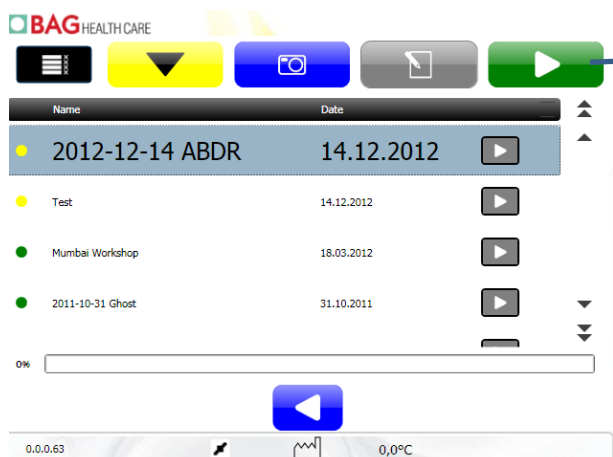 BAG HEALTH CARE
Name Date
2012-12-14 ABDR 14.12.2012
Test 14.12.2012
Mumbai Workshop 18.03.2012
2011-10-31 Ghost 31.10.2011
0%
0.0.0.63 0,0°C